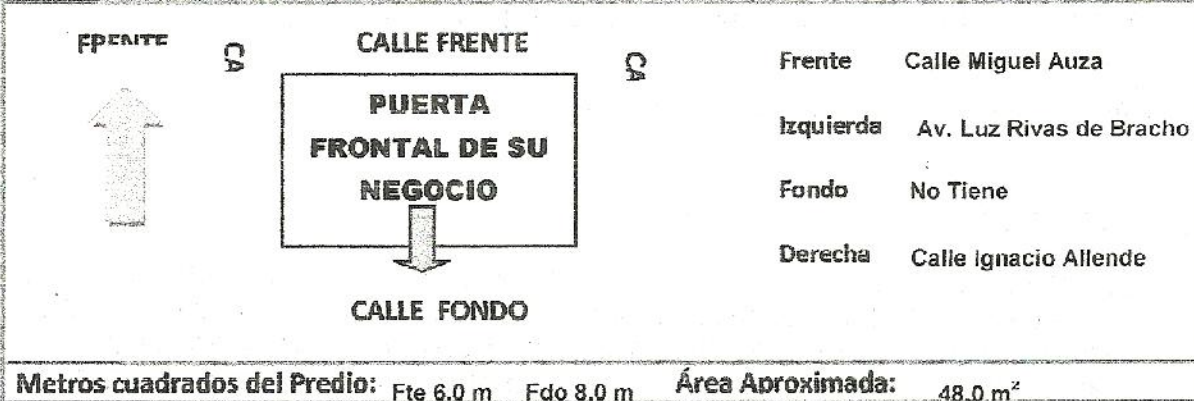 FRENTE
CA
CALLE FRENTE
CA
PUERTA
FRONTAL DE SU
NEGOCIO
CALLE FONDO
Frente Calle Miguel Auza
Izquierda Av. Luz Rivas de Bracho
Fondo No Tiene
Derecha Calle Ignacio Allende
Metros cuadrados del Predio: Fte 6.0 m Fdo 8.0 m Área Aproximada: 48.0 m²